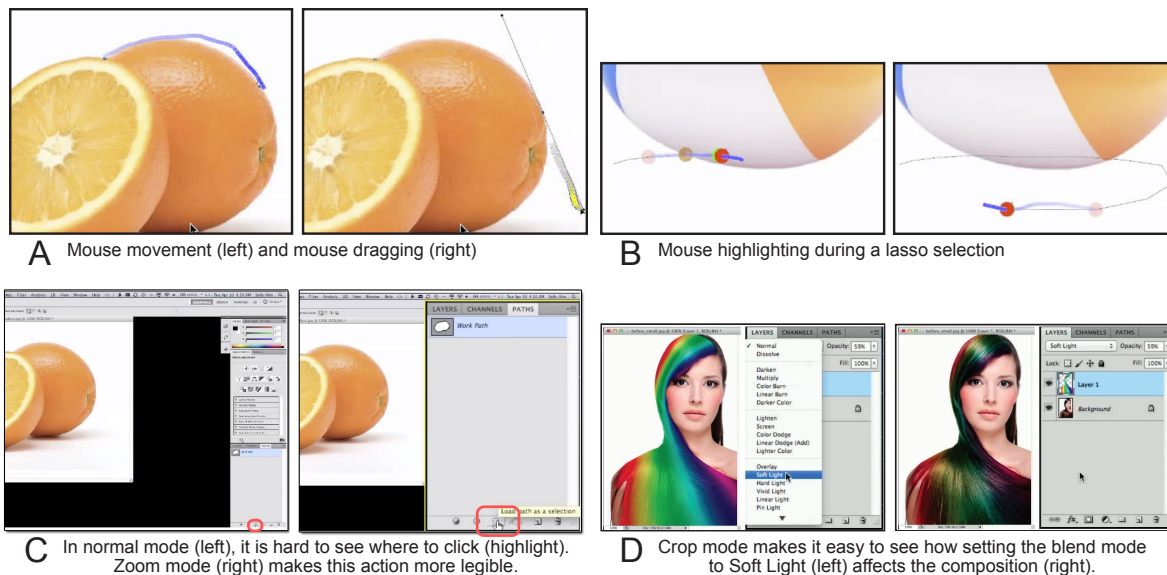 A Mouse movement (left) and mouse dragging (right)
B Mouse highlighting during a lasso selection
LAYERS CHANNELS PATHS
Work Path
Load path as a selection
C In normal mode (left), it is hard to see where to click (highlight).
Zoom mode (right) makes this action more legible.
LAYERS CHANNELS PATHS
Normal
Dissolve
Darken
Multiply
Color Burn
Linear Burn
Darker Color
Lighten
Screen
Color Dodge
Linear Dodge (Add)
Lighter Color
Overlay
Soft Light
Hard Light
Vivid Light
Linear Light
Pin Light
Opacity: 59%
Fill: 100%
LAYERS CHANNELS PATHS
Soft Light Opacity: 59%
Lock: Fill: 100%
Layer 1
Background
D Crop mode makes it easy to see how setting the blend mode
to Soft Light (left) affects the composition (right).